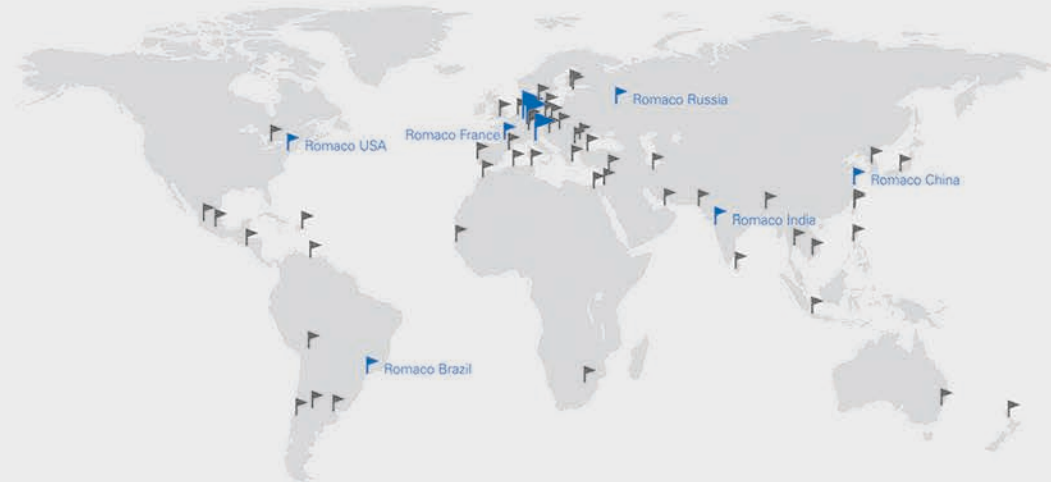 Romaco Russia
Romaco France
Romaco USA
Romaco China
Romaco India
Romaco Brazil